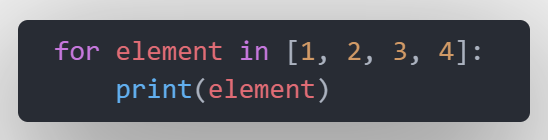 for element in [1, 2, 3, 4]:
    print(element)